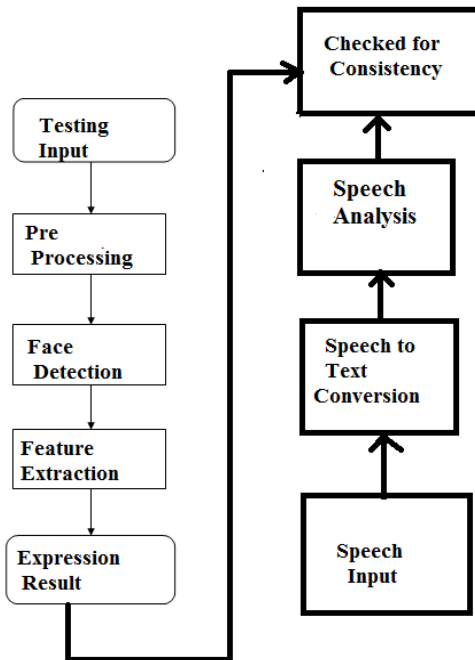 Testing
Input
Pre
Processing
Face
Detection
Feature
Extraction
Expression
Result
Checked for
Consistency
Speech
Analysis
Speech to
Text
Conversion
Speech
Input